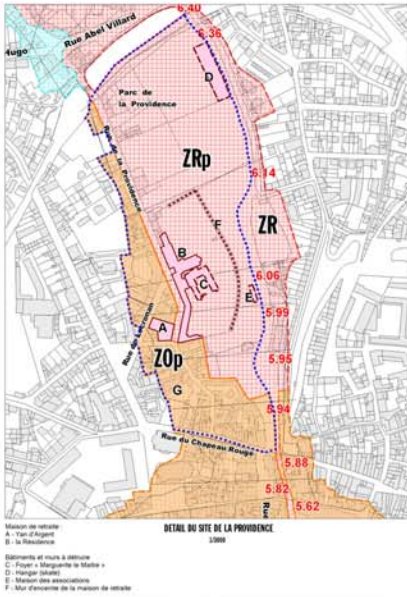 6.40
Rue Abel Villard
6.36
Hugo
D
Parc de
la Providence
ZRp
Rue de la Providence
6.14
F
ZR
B
C
6.06
E
5.99
A
ZOp
5.95
G
5.94
Rue du Chapeau Rouge
5.88
5.82
5.62
Rue
Maison de retraite
A - Yan d'Argent
B - la Résidence
DETAIL DU SITE DE LA PROVIDENCE
Bâtiments et murs à détruire
C - Foyer « Marguerite le Maître »
D - Hangar (skate)
E - Maison des associations
F - Mur d'enceinte de la maison de retraite